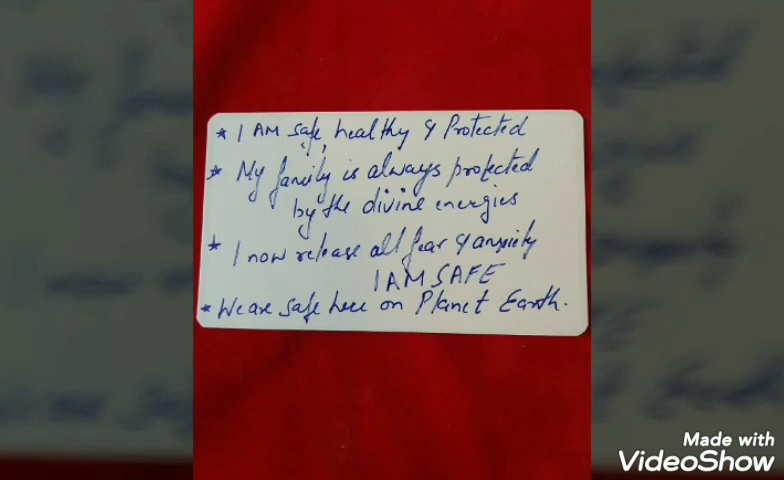 * I AM safe, healthy & Protected
* My family is always protected
by the divine energies
* I now release all fear & anxiety
I AM SAFE
* We are safe here on Planet Earth.
Made with
VideoShow